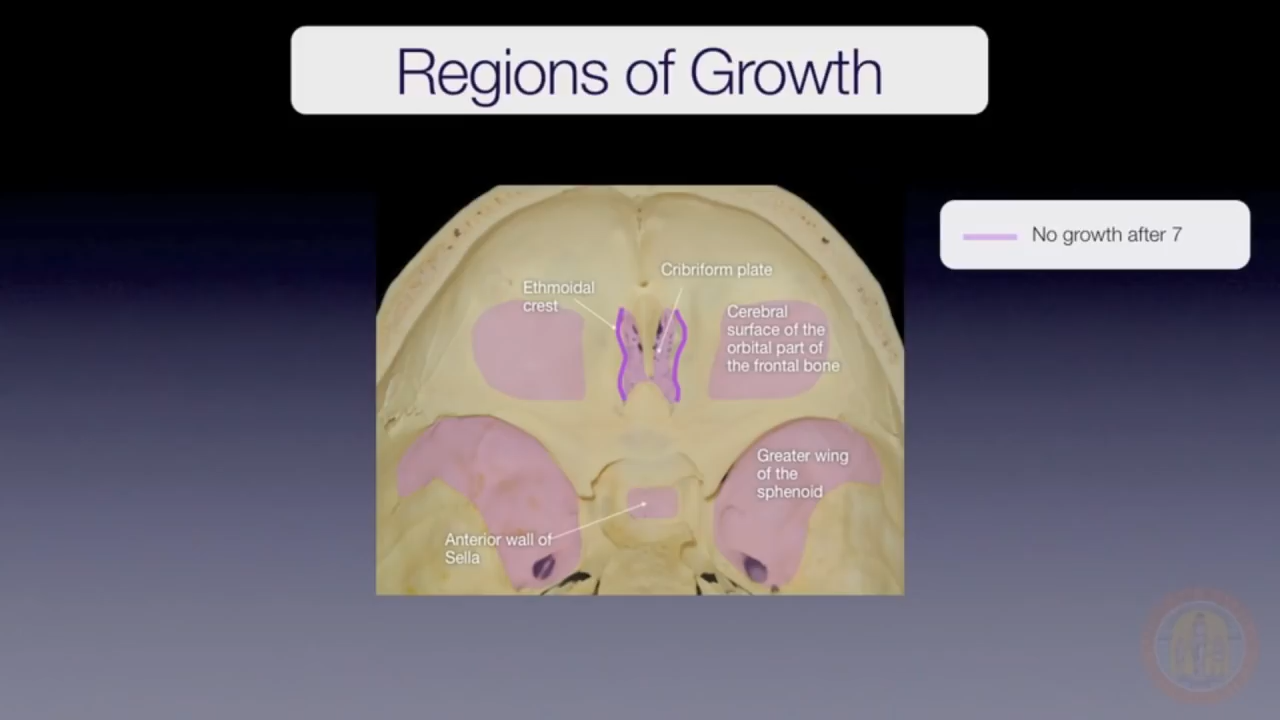 Regions of Growth
No growth after 7
Cribriform plate
Ethmoidal
crest
Cerebral
surface of the
orbital part of
the frontal bone
Greater wing
of the
sphenoid
Anterior wall of
Sella